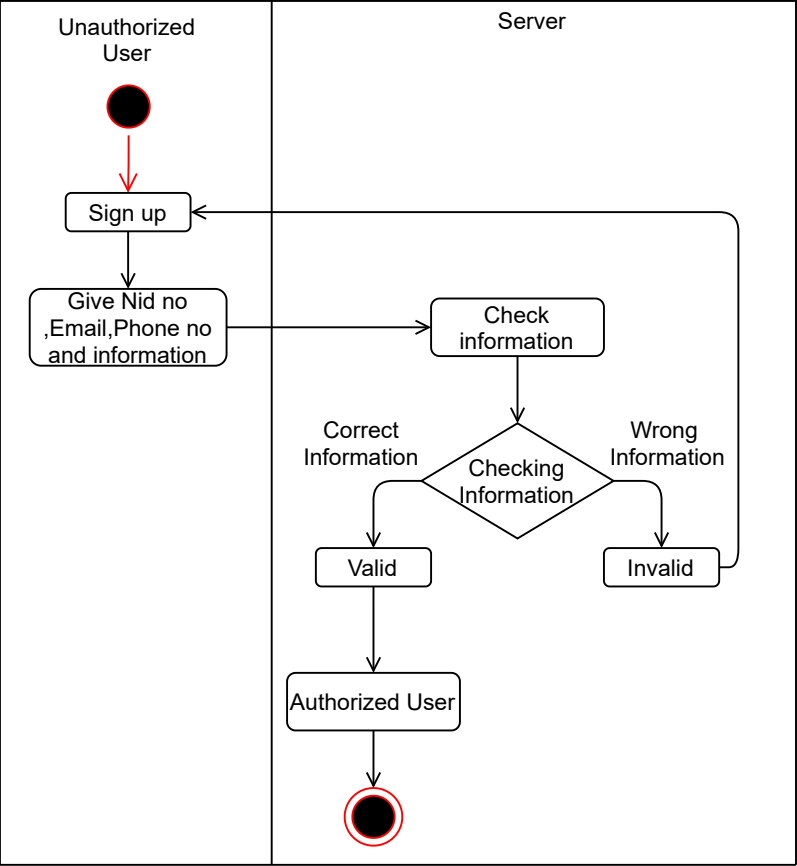 Unauthorized
User
Server
Sign up
Give Nid no
,Email,Phone no
and information
Check
information
Correct
Information
Wrong
Information
Checking
Information
Valid
Invalid
Authorized User